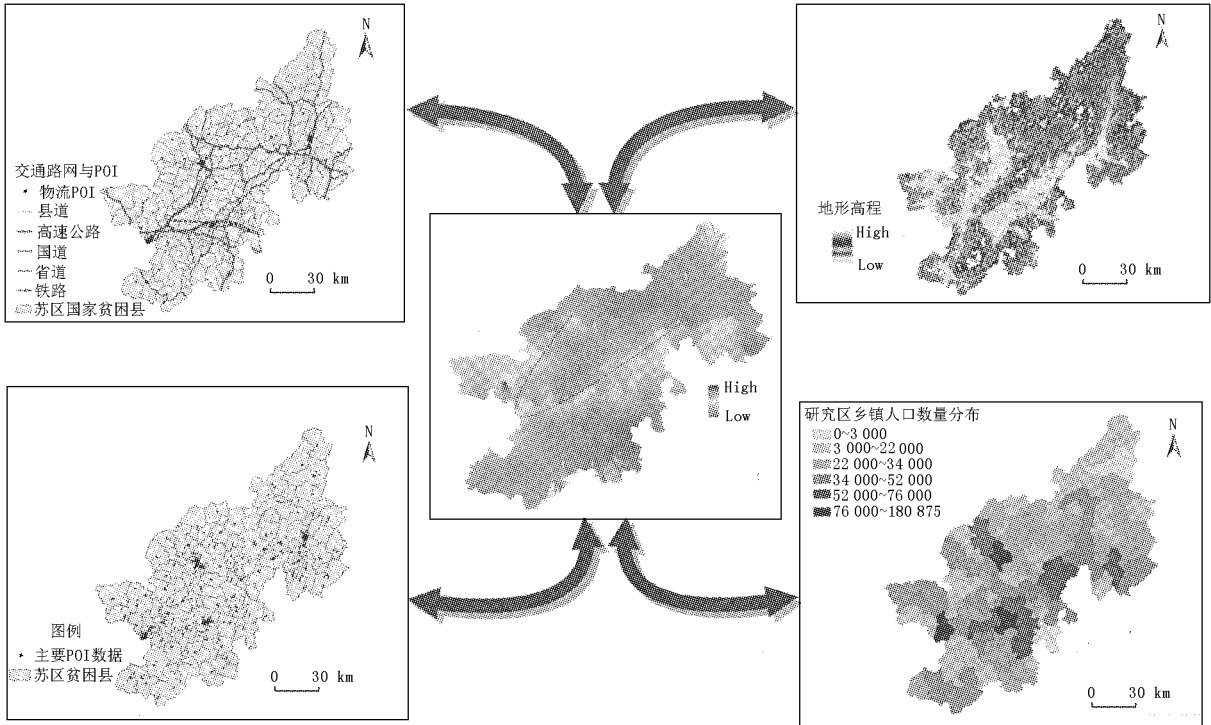 N
交通路网与POI
物流POI
县道
高速公路
国道
省道
铁路
苏区国家贫困县
0 30 km
N
地形高程
High
Low
0 30 km
High
Low
N
图例
主要POI数据
苏区贫困县
0 30 km
研究区乡镇人口数量分布
0~3 000
3 000~22 000
22 000~34 000
34 000~52 000
52 000~76 000
76 000~180 875
N
0 30 km